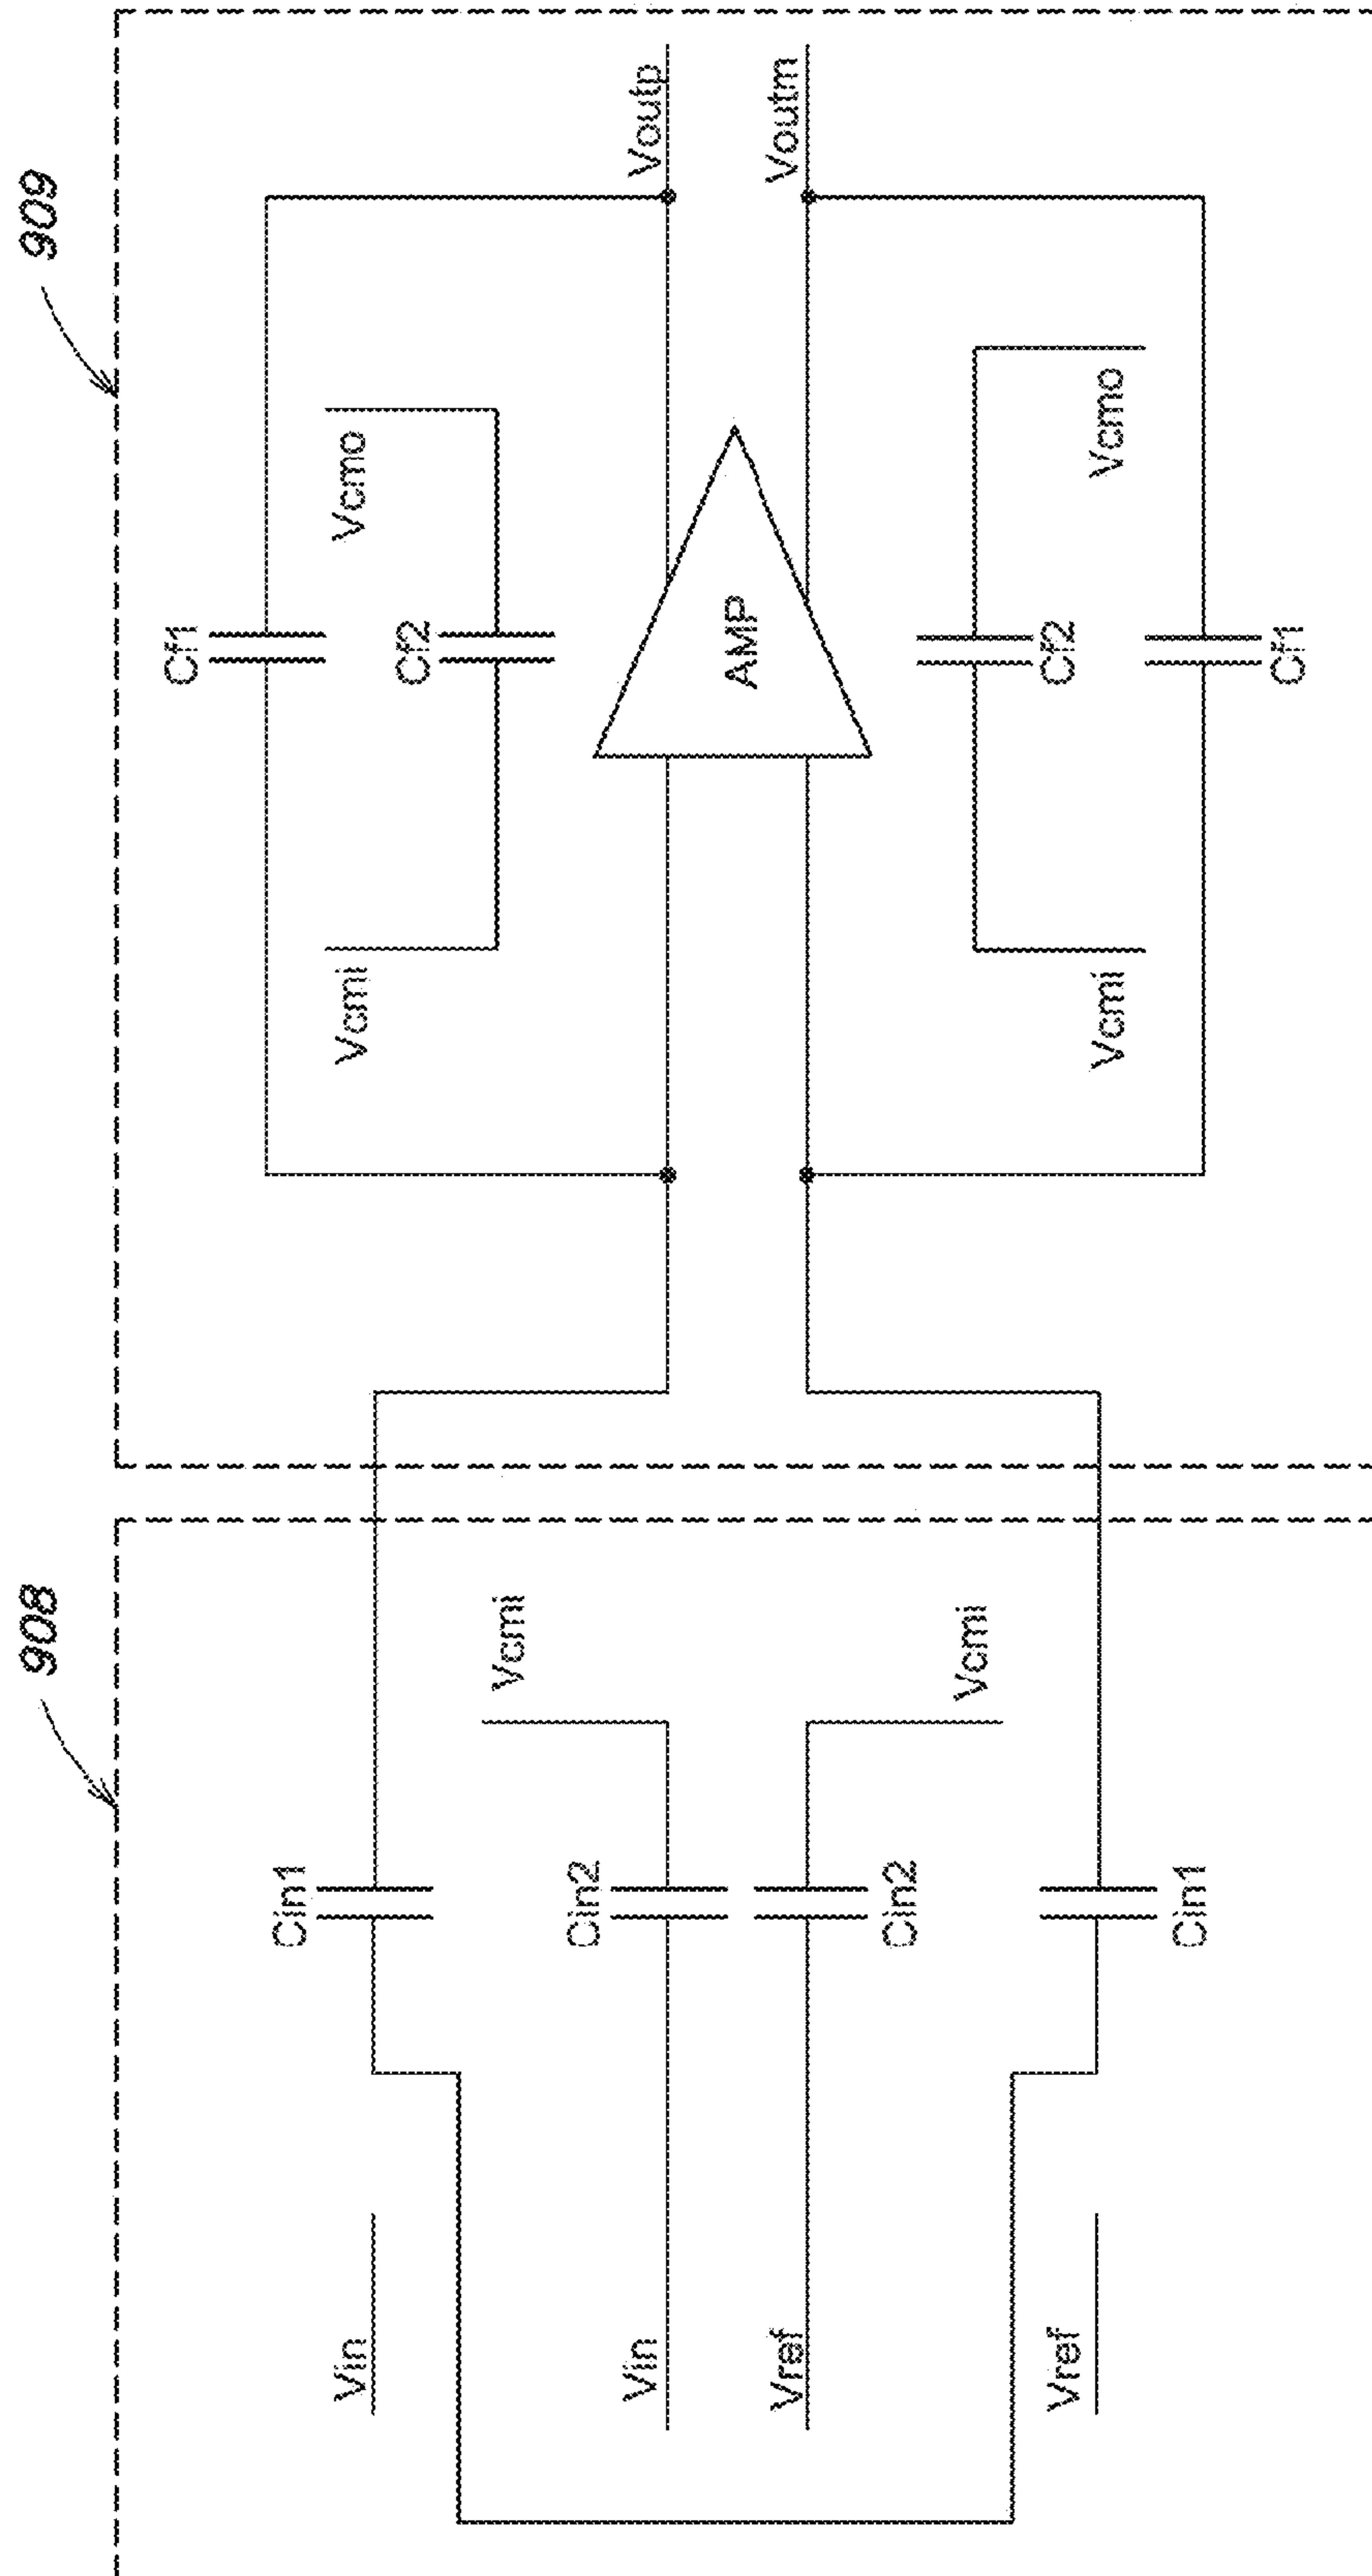 908
909
Vin
Vin
Vref
Vref
Cin1
Cin2
Cin2
Cin1
Vcmi
Vcmi
Vcmi
Vcmi
Cf1
Cf2
AMP
Cf2
Cf1
Vcmo
Vcmo
Voutp
Voutm